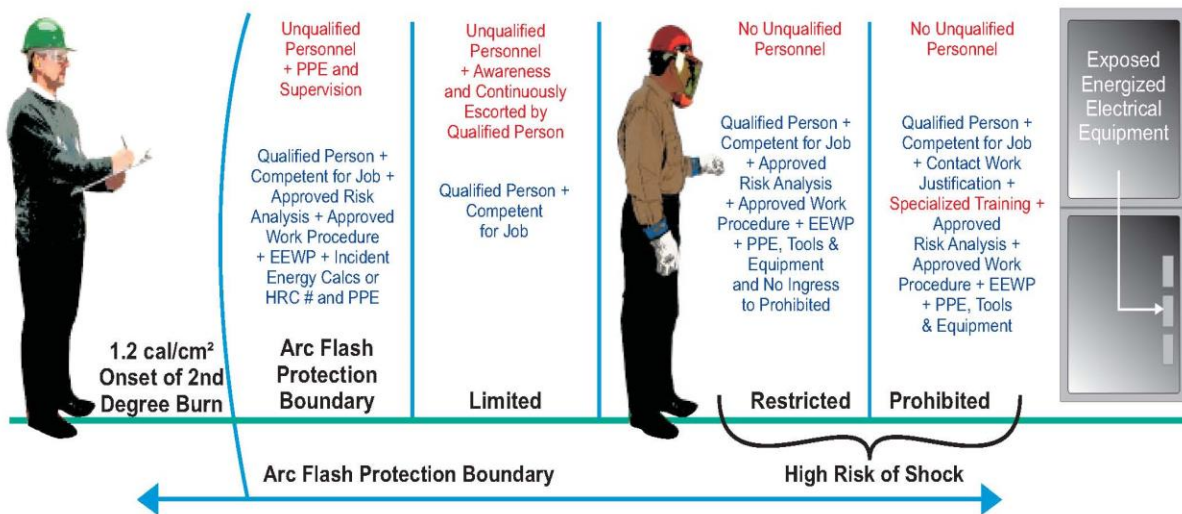 Unqualified
Personnel
+ PPE and
Supervision
Qualified Person +
Competent for Job +
Approved Risk
Analysis + Approved
Work Procedure
+ EEWP + Incident
Energy Calcs or
HRC # and PPE
Unqualified
Personnel
+ Awareness
and Continuously
Escorted by
Qualified Person
Qualified Person +
Competent
for Job
No Unqualified
Personnel
Qualified Person +
Competent for Job
+ Approved
Risk Analysis
+ Approved Work
Procedure + EEWP
+ PPE, Tools &
Equipment
and No Ingress
to Prohibited
No Unqualified
Personnel
Qualified Person +
Competent for Job
+ Contact Work
Justification +
Specialized Training +
Approved
Risk Analysis +
Approved Work
Procedure + EEWP
+ PPE, Tools
& Equipment
Exposed
Energized
Electrical
Equipment
1.2 cal/cm²
Onset of 2nd
Degree Burn
Arc Flash
Protection
Boundary
Limited
Restricted
Prohibited
Arc Flash Protection Boundary
High Risk of Shock